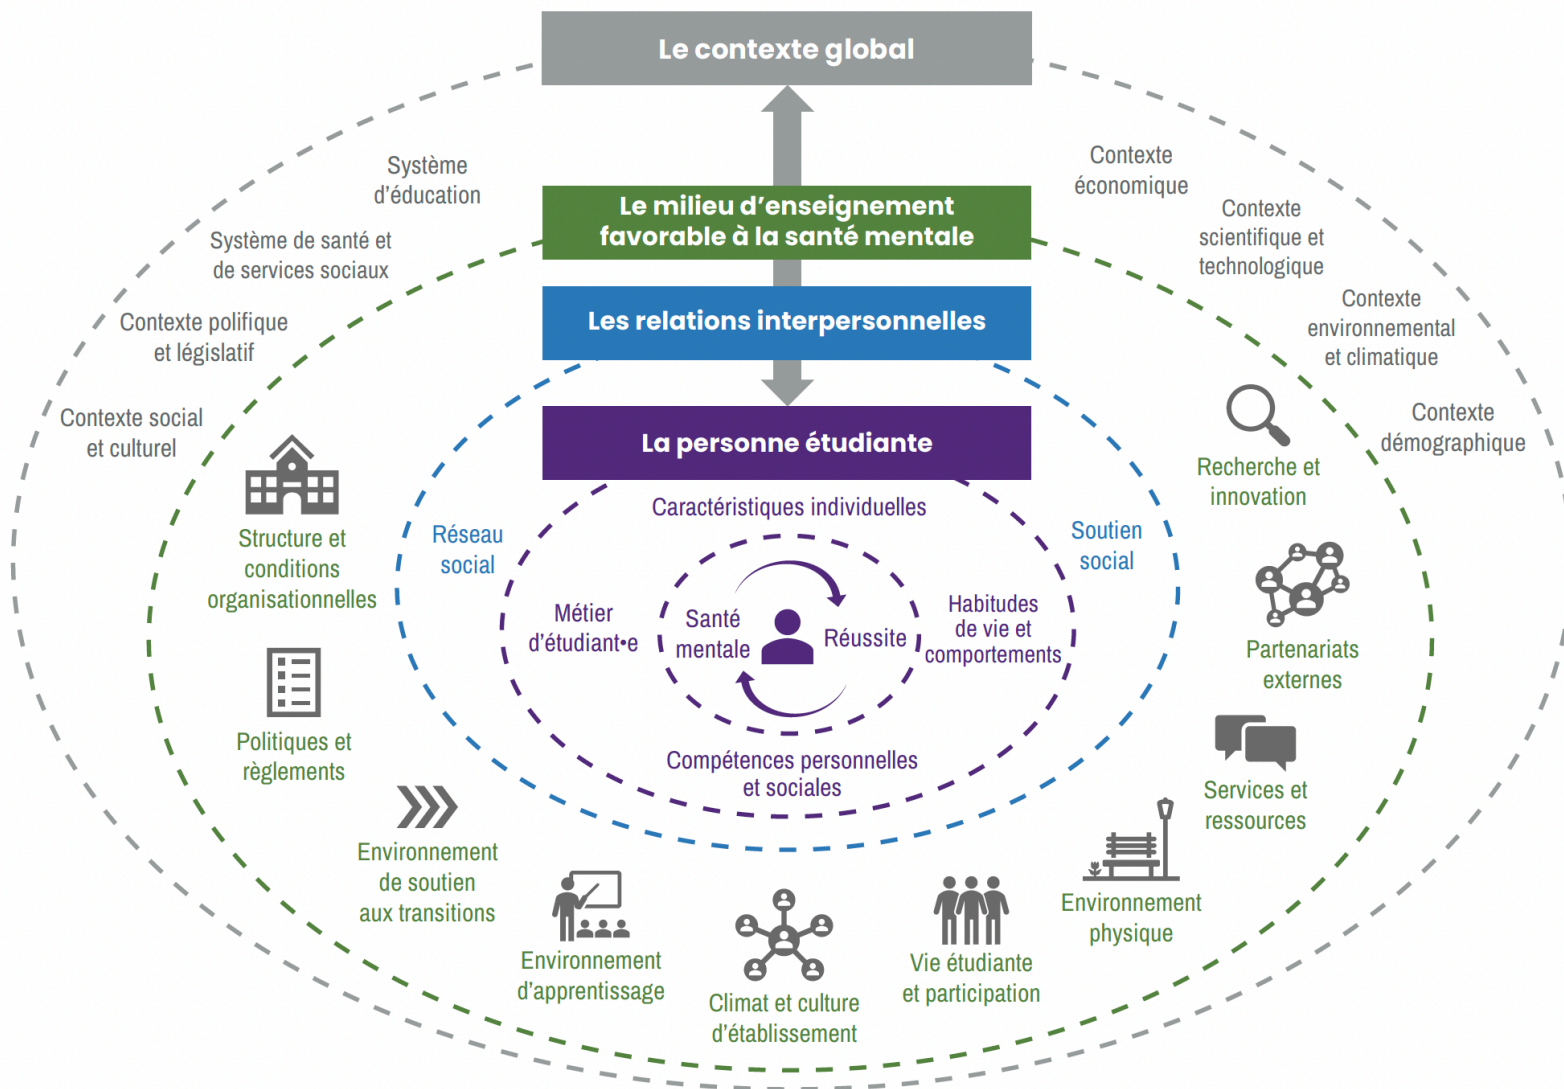 Le contexte global
Système
d’éducation
Système de santé et
de services sociaux
Contexte polifique
et législatif
Contexte social
et culturel
Contexte
économique
Contexte
scientifique et
technologique
Contexte
environnemental
et climatique
Contexte
démographique
Le milieu d’enseignement
favorable à la santé mentale
Structure et
conditions
organisationnelles
Politiques et
règlements
Environnement
de soutien
aux transitions
Environnement
d’apprentissage
Climat et culture
d’établissement
Vie étudiante
et participation
Environnement
physique
Services et
ressources
Partenariats
externes
Recherche et
innovation
Les relations interpersonnelles
Réseau
social
Soutien
social
La personne étudiante
Caractéristiques individuelles
Métier
d’étudiant•e
Santé
mentale
Réussite
Habitudes
de vie et
comportements
Compétences personnelles
et sociales